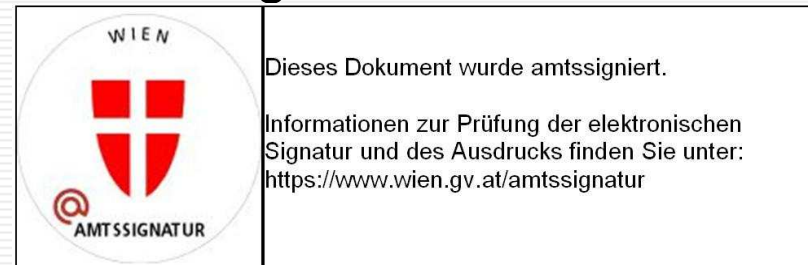 WIEN
@
AMTSSIGNATUR
Dieses Dokument wurde amtssigniert.
Informationen zur Prüfung der elektronischen
Signatur und des Ausdrucks finden Sie unter:
https://www.wien.gv.at/amtssignatur